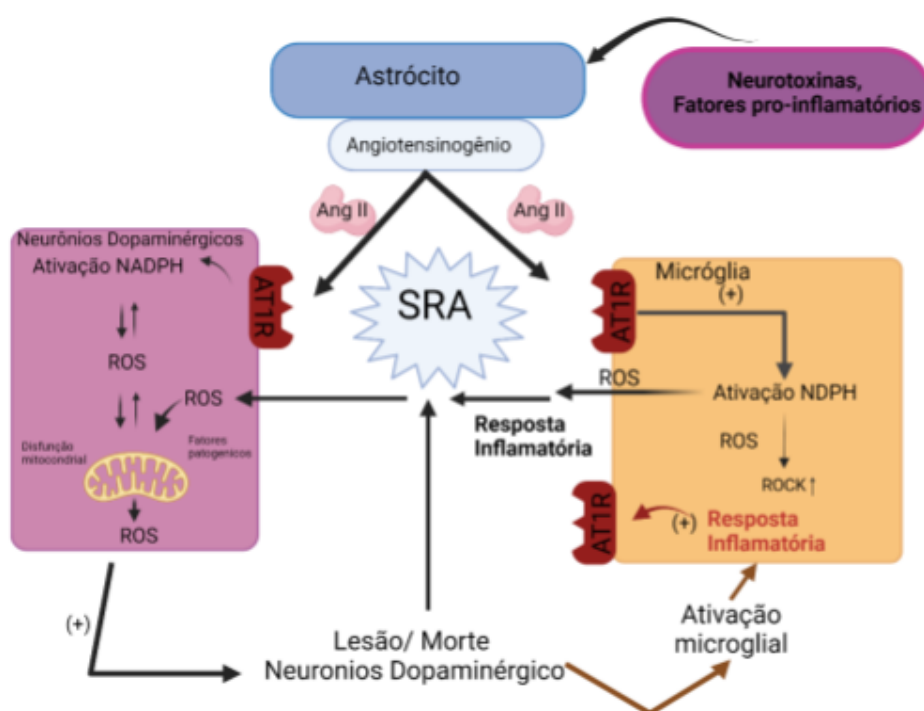 Astrócito
Neurotoxinas,
Fatores pro-inflamatórios
Angiotensinogênio
Ang II
Ang II
Neurônios Dopaminérgicos
Ativação NADPH
AT1R
SRA
AT1R
Micróglia
(+)
ROS
ROS
ROS
Ativação NDPH
Resposta
Inflamatória
ROS
Disfunção
mitocondrial
Fatores
patogenicos
ROCK↑
ROS
AT1R
(+)
Resposta
Inflamatória
(+)
Lesão/ Morte
Neuronios Dopaminérgico
Ativação
microglial